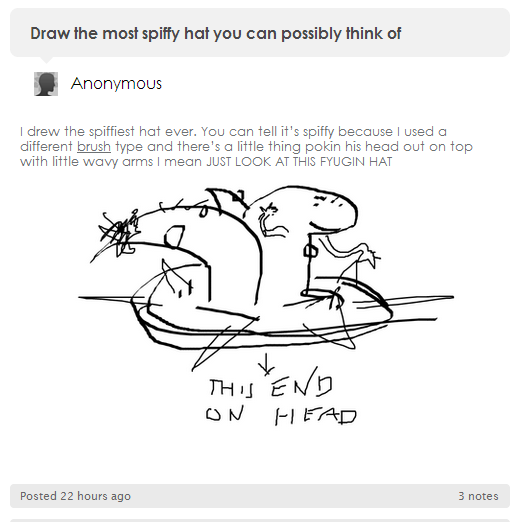 Draw the most spiffy hat you can possibly think of
Anonymous
I drew the spiffiest hat ever. You can tell it's spiffy because I used a
different brush type and there's a little thing pokin his head out on top
with little wavy arms I mean JUST LOOK AT THIS FYUGIN HAT
THIS END
ON HEAD
Posted 22 hours ago
3 notes